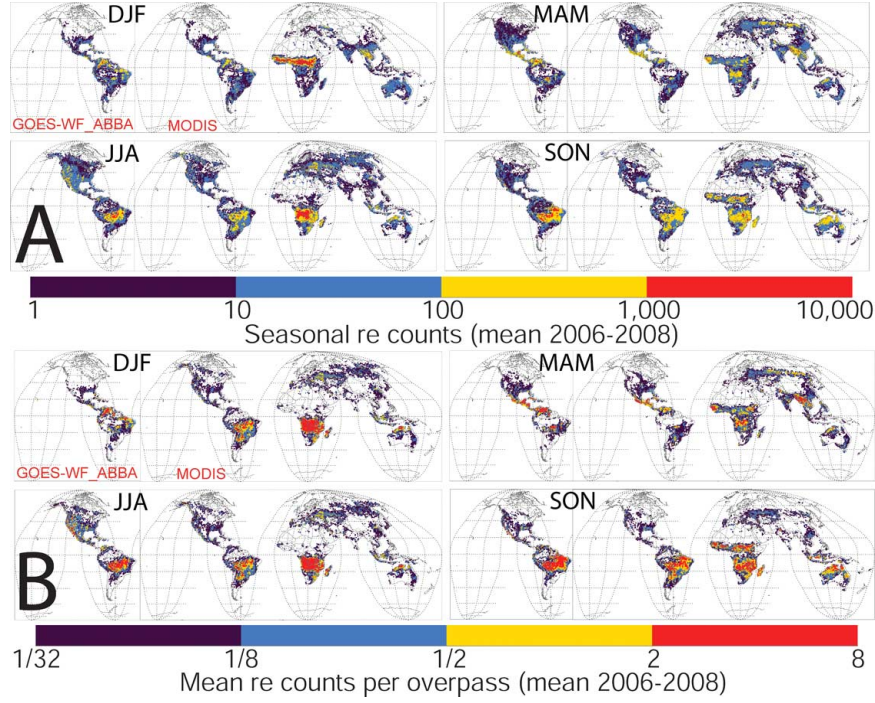 DJF
MAM
GOES-WF_ABBA
MODIS
JJA
SON
A
1
10
100
1,000
10,000
Seasonal re counts (mean 2006-2008)
DJF
MAM
GOES-WF_ABBA
MODIS
JJA
SON
B
1/32
1/8
1/2
2
8
Mean re counts per overpass (mean 2006-2008)